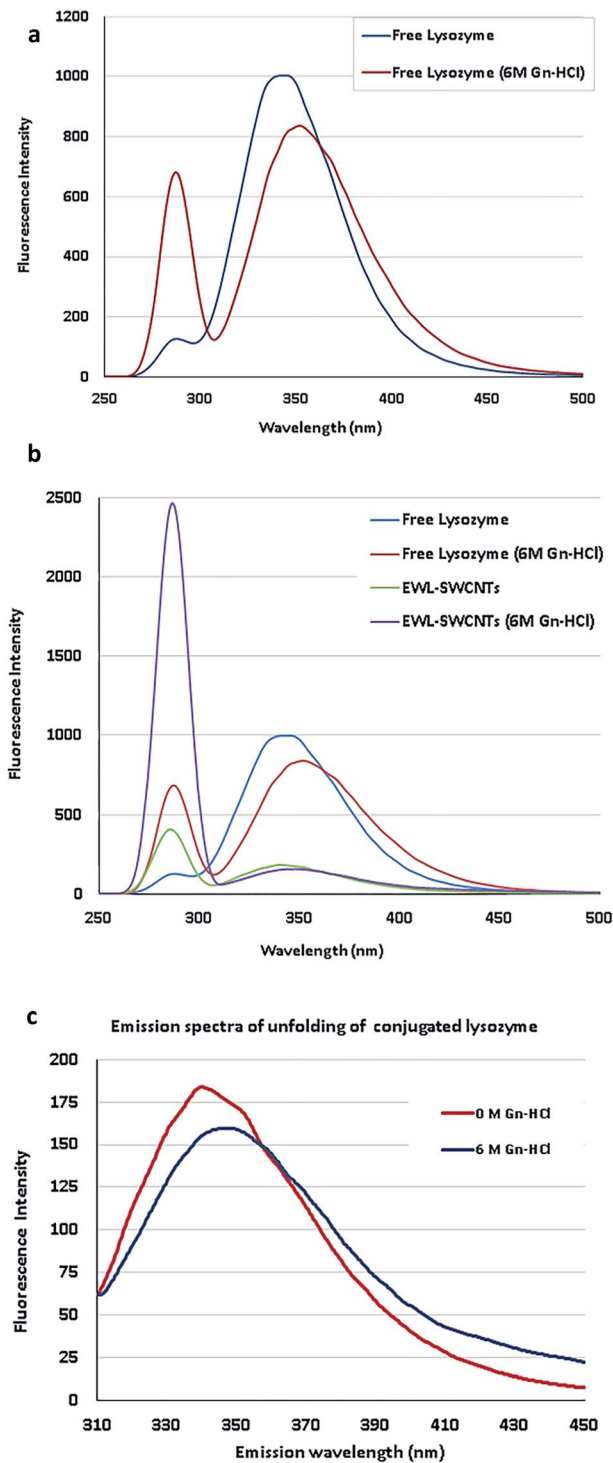 a
1200
1000
800
600
400
200
0
250 300 350 400 450 500
Fluorescence Intensity
Wavelength (nm)
Free Lysozyme
Free Lysozyme (6M Gn-HCl)
b
2500
2000
1500
1000
500
0
250 300 350 400 450 500
Fluorescence Intensity
Wavelength (nm)
Free Lysozyme
Free Lysozyme (6M Gn-HCl)
EWL-SWCNTs
EWL-SWCNTs (6M Gn-HCl)
c
Emission spectra of unfolding of conjugated lysozyme
200
175
150
125
100
75
50
25
0
310 330 350 370 390 410 430 450
Fluorescence Intensity
Emission wavelength (nm)
0 M Gn-HCl
6 M Gn-HCl